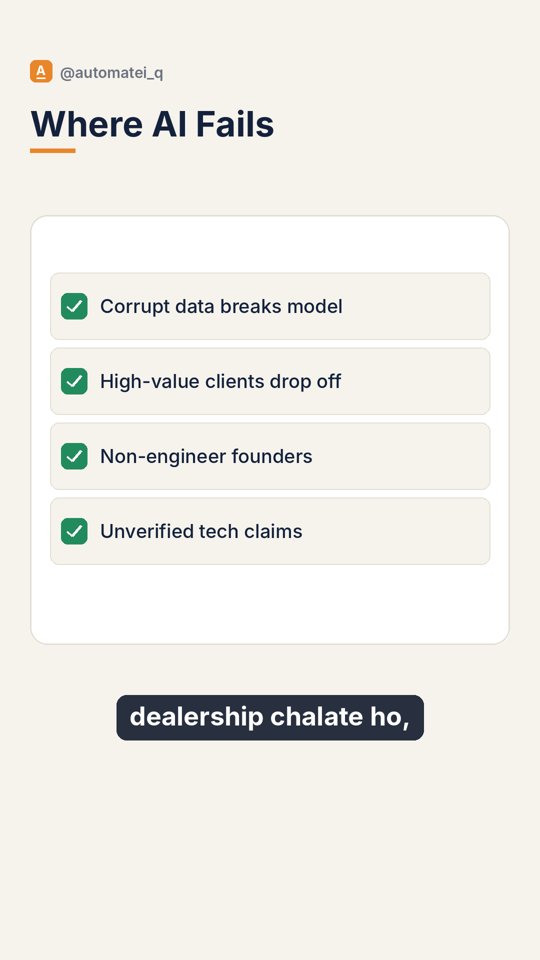 A @automatei_q
Where AI Fails
Corrupt data breaks model
High-value clients drop off
Non-engineer founders
Unverified tech claims
dealership chalate ho,